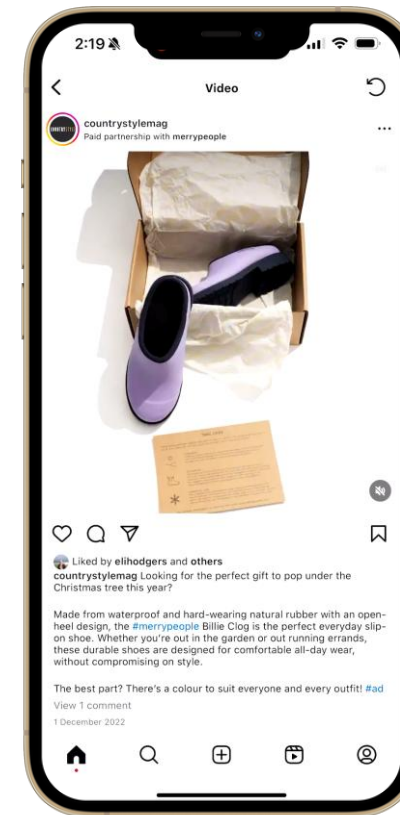 2:19
Video
countrystylemag
Paid partnership with merrypeople
Liked by elihodgers and others
countrystylemag Looking for the perfect gift to pop under the
Christmas tree this year?
Made from waterproof and hard-wearing natural rubber with an open-
heel design, the #merrypeople Billie Clog is the perfect everyday slip-
on shoe. Whether you're out in the garden or out running errands,
these durable shoes are designed for comfortable all-day wear,
without compromising on style.
The best part? There's a colour to suit everyone and every outfit! #ad
View 1 comment
1 December 2022